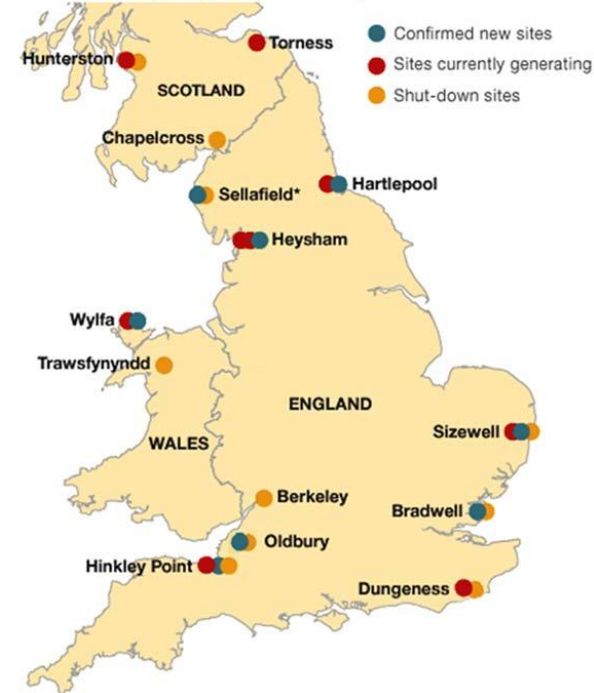 Confirmed new sites
Sites currently generating
Shut-down sites
Torness
Hunterston
SCOTLAND
Chapelcross
Hartlepool
Sellafield*
Heysham
Wylfa
Trawsfynyndd
ENGLAND
Sizewell
WALES
Berkeley
Bradwell
Oldbury
Hinkley Point
Dungeness